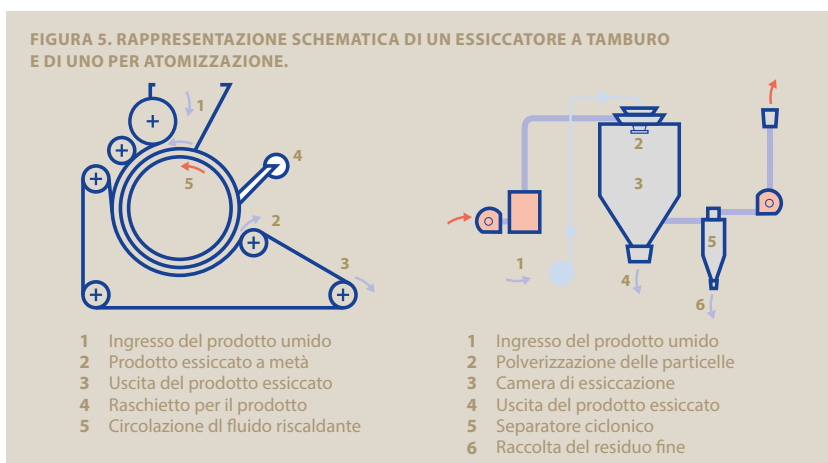 FIGURA 5. RAPPRESENTAZIONE SCHEMATICA DI UN ESSICCATORE A TAMBURO
E DI UNO PER ATOMIZZAZIONE.
1
5
4
2
3
1 Ingresso del prodotto umido
2 Prodotto essiccato a metà
3 Uscita del prodotto essiccato
4 Raschietto per il prodotto
5 Circolazione dl fluido riscaldante
2
3
1
4
5
6
1 Ingresso del prodotto umido
2 Polverizzazione delle particelle
3 Camera di essiccazione
4 Uscita del prodotto essiccato
5 Separatore ciclonico
6 Raccolta del residuo fine